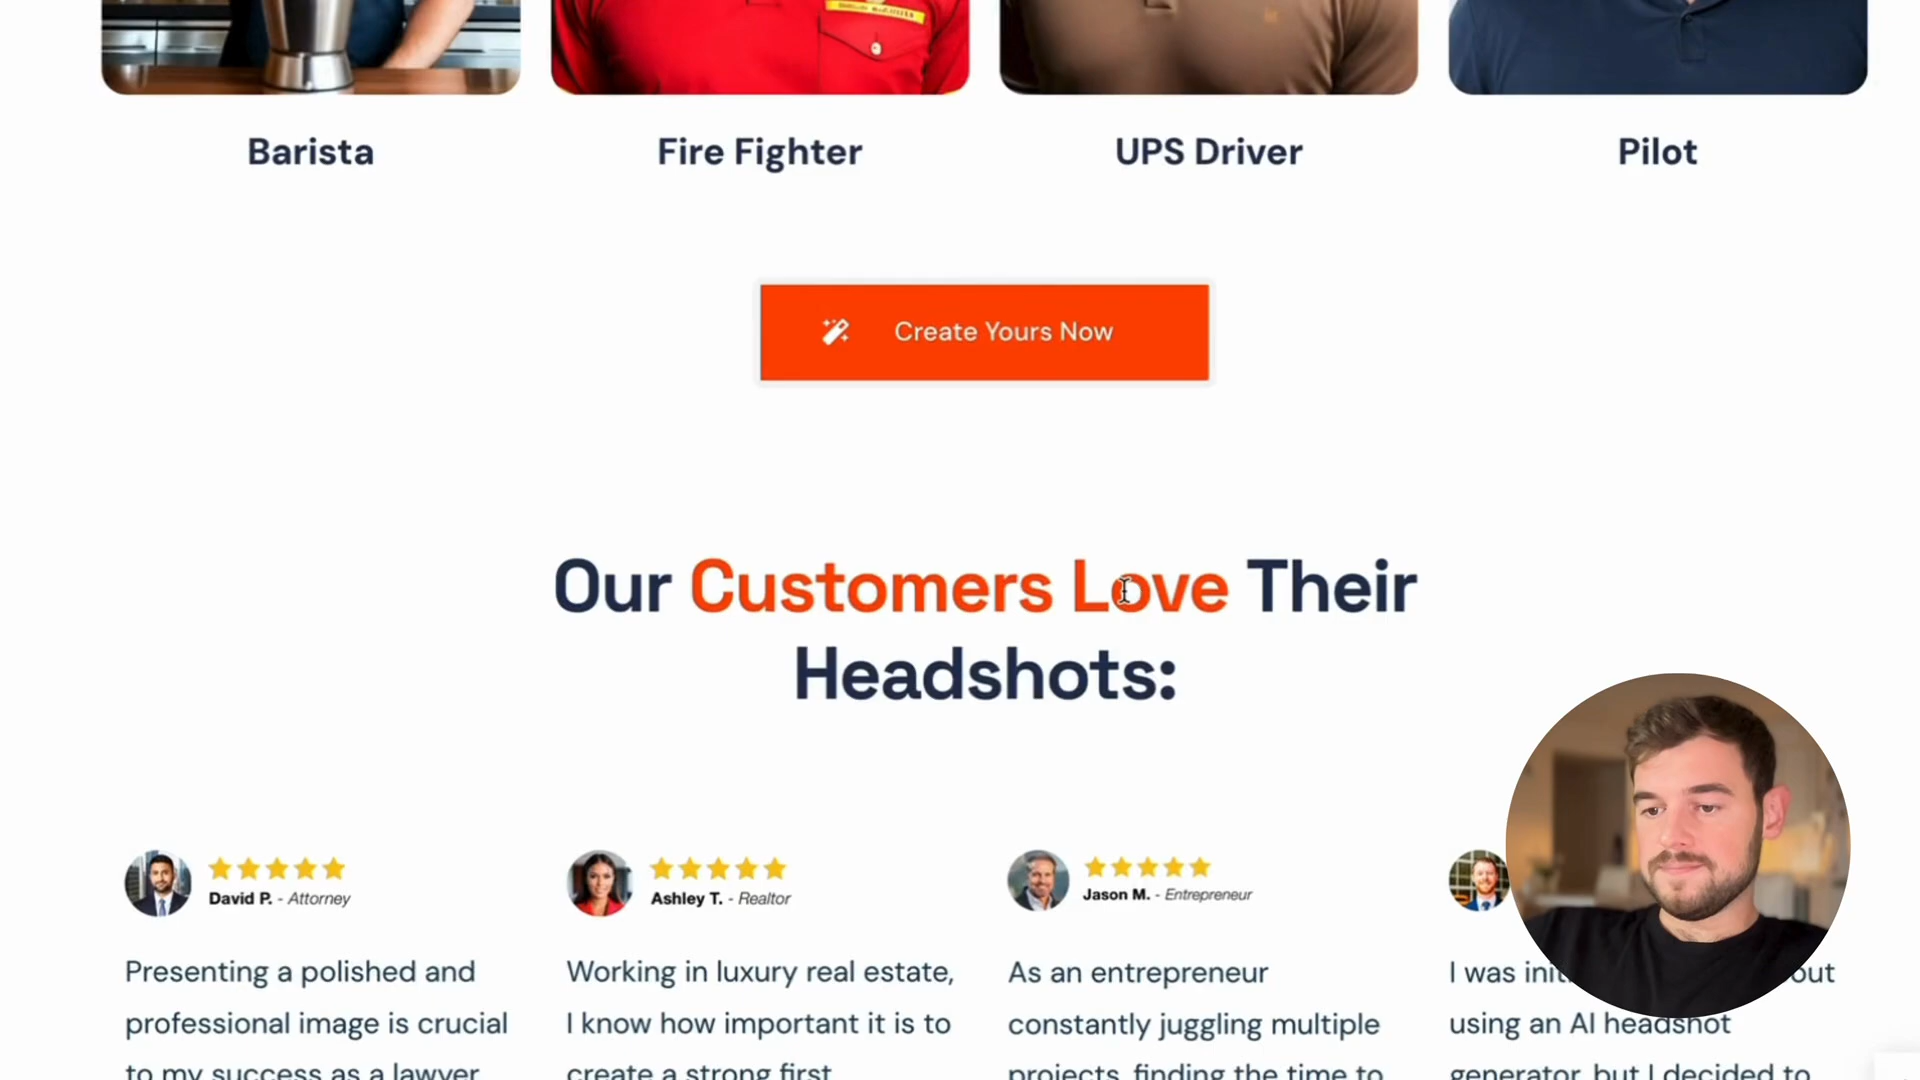 Barista
Fire Fighter
UPS Driver
Pilot
Create Yours Now
Our Customers Love Their
Headshots:
David P. - Attorney
Presenting a polished and
professional image is crucial
to my success as a lawyer
Ashley T. - Realtor
Working in luxury real estate,
I know how important it is to
create a strong first
Jason M. - Entrepreneur
As an entrepreneur
constantly juggling multiple
projects, finding the time to
I was out
using an AI headshot
generator, but I decided to